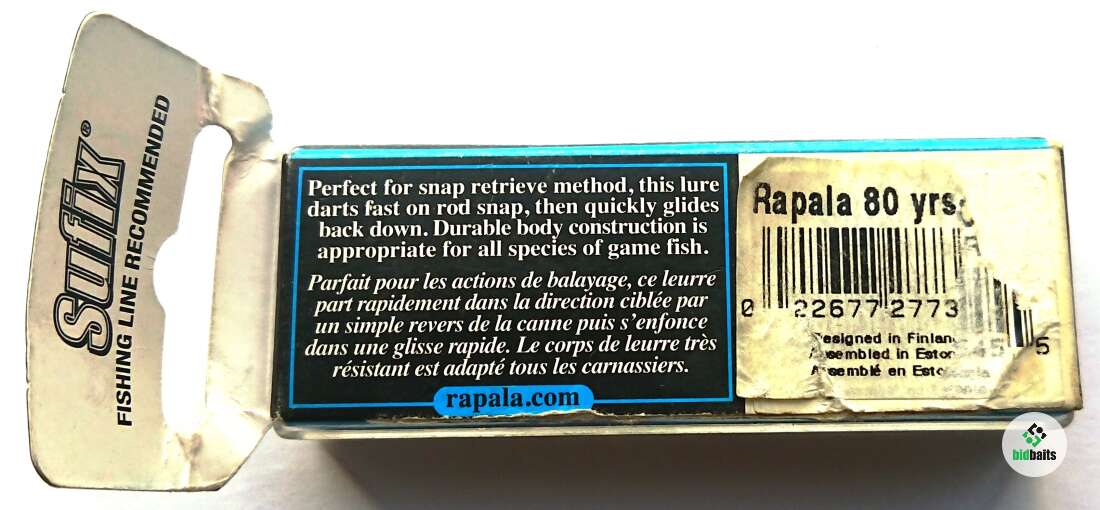 Sufix®
FISHING LINE RECOMMENDED
Perfect for snap retrieve method, this lure
darts fast on rod snap, then quickly glides
back down. Durable body construction is
appropriate for all species of game fish.
Parfait pour les actions de balayage, ce leurre
part rapidement dans la direction ciblée par
un simple revers de la canne puis s'enfonce
dans une glisse rapide. Le corps de leurre très
résistant est adapté tous les carnassiers.
rapala.com
Rapala 80 yrs
0 22677 2773 5 5
in
in
en
bidbaits